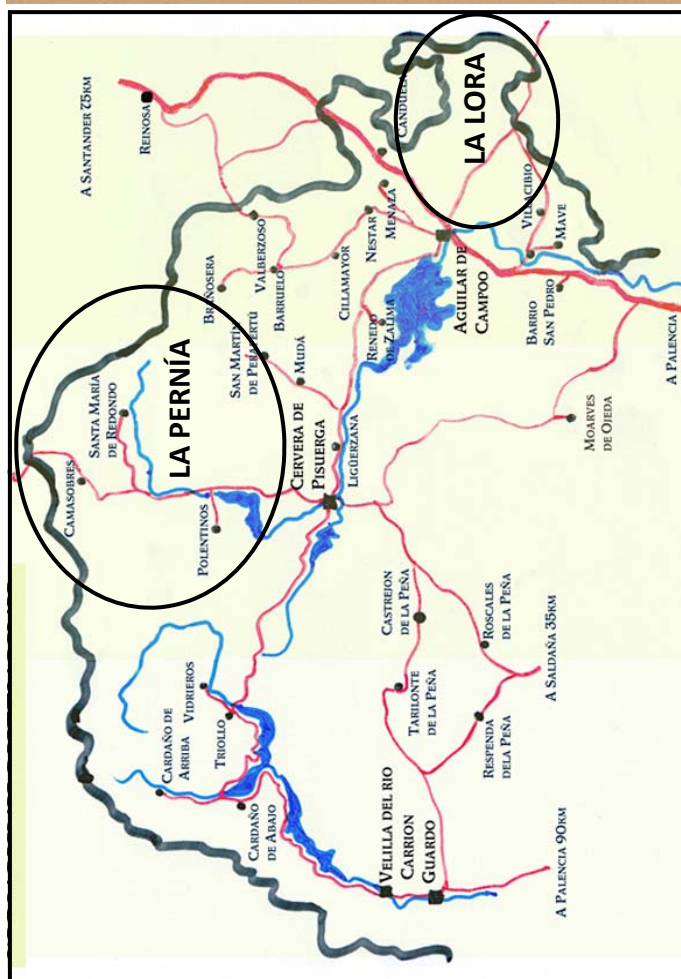 A SANTANDER 75KM
REINOSA
CAMASOBRES
SANTA MARÍA
DE REDONDO
LA PERNÍA
POLENTINOS
CARDAÑO DE
ARRIBA
VIDRIEROS
TRIOLLO
CARDAÑO
DE ABAJO
BRAÑOSERA
VALBERZOSO
BARRUELO
SAN MARTÍN
DE PERAPERTÚ
MUDÁ
CILLAMAYOR
NESTAR
MENAZA
CANDUELA
LA LORA
CERVERA DE
PISUERGA
LIGÜERZANA
RENEDO
DE ZALIMA
AGUILAR DE
CAMPOO
VILLACIBIO
MAVE
BARRIO
SAN PEDRO
VELILLA DEL RIO
CARRION
GUARDO
CASTREJON
DE LA PEÑA
TARILONTE
DE LA PEÑA
ROSCALES
DE LA PEÑA
RESPENDA
DELA PEÑA
MOARVES
DE OJEDA
A PALENCIA 90KM
A SALDAÑA 35KM
A PALENCIA